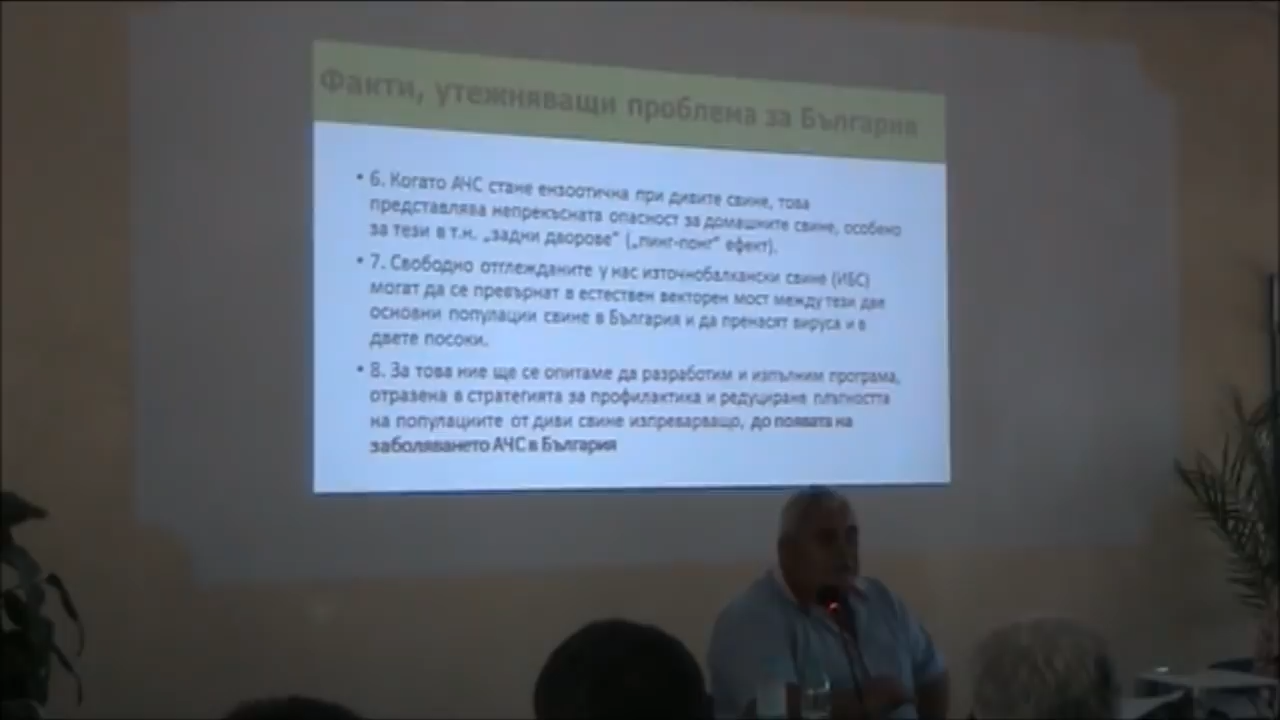 Факти, утежняващи проблема за България
• 6. Когато АЧС стане ензоотична при дивите свине, това
представлява непрекъсната опасност за домашните свине, особено
за тези в т.н. „задни дворове“ („пинг-понг“ ефект).
• 7. Свободно отглежданите у нас източнобалкански свине (ИБС)
могат да се превърнат в естествен векторен мост между тези две
основни популации свине в България и да пренасят вируса и в
двете посоки.
• 8. За това ние ще се опитаме да разработим и изпълним програма,
отразена в стратегията за профилактика и редуциране плътността
на популациите от диви свине изпреварващо, до появата на
заболяването АЧС в България